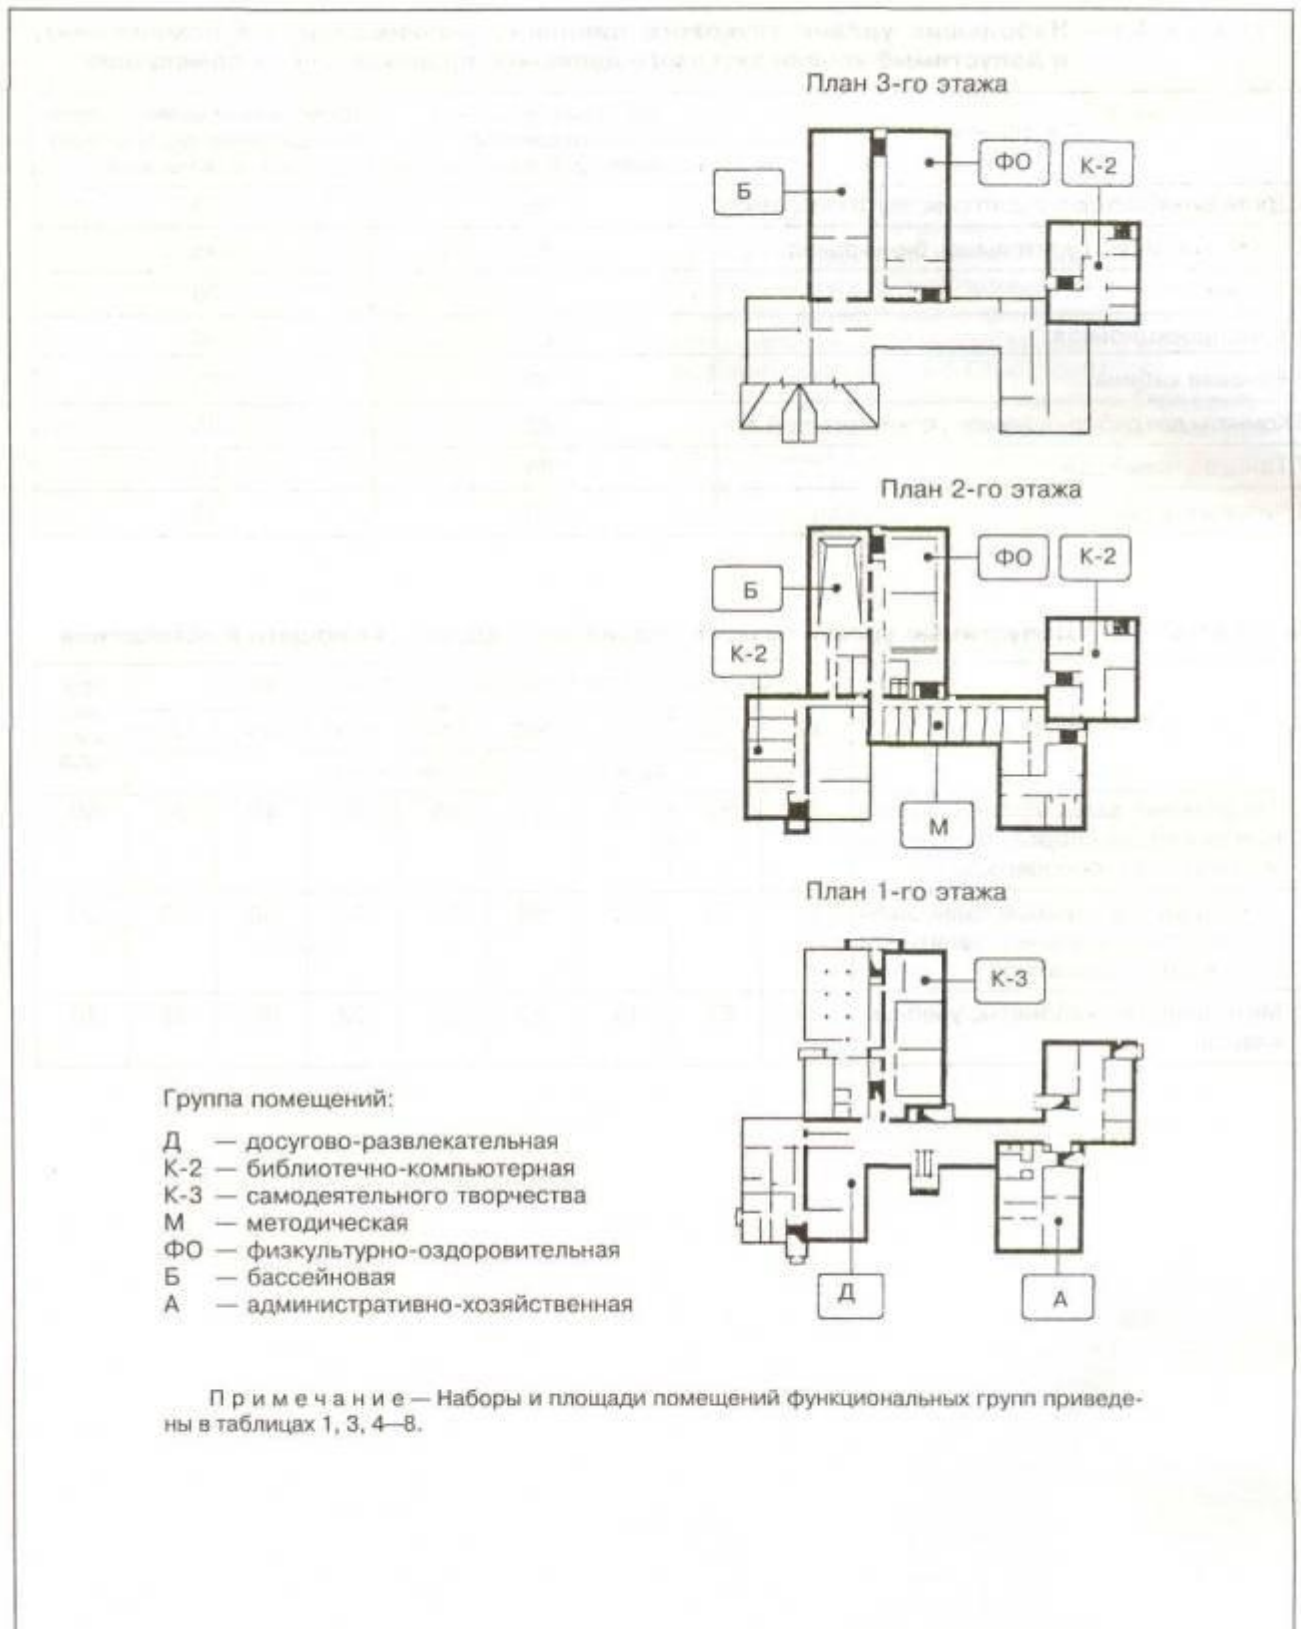 План 3-го этажа
ФО
К-2
Б
План 2-го этажа
ФО
К-2
Б
К-2
М
План 1-го этажа
К-3
Д
А
Группа помещений:
Д — досугово-развлекательная
К-2 — библиотечно-компьютерная
К-3 — самодеятельного творчества
М — методическая
ФО — физкультурно-оздоровительная
Б — бассейновая
А — административно-хозяйственная
Примечание — Наборы и площади помещений функциональных групп приведе-
ны в таблицах 1, 3, 4—8.